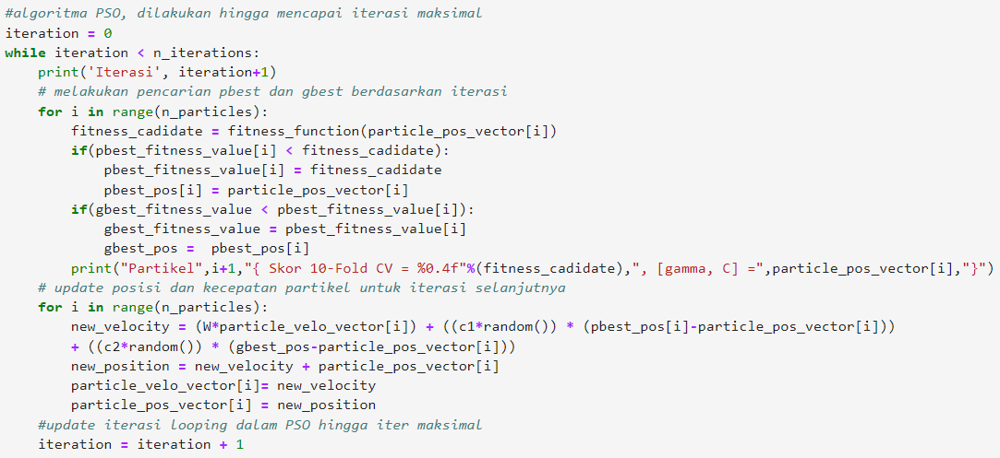 #algoritma PSO, dilakukan hingga mencapai iterasi maksimal
iteration = 0
while iteration < n_iterations:
    print('Iterasi', iteration+1)
    # melakukan pencarian pbest dan gbest berdasarkan iterasi
    for i in range(n_particles):
        fitness_cadidate = fitness_function(particle_pos_vector[i])
        if(pbest_fitness_value[i] < fitness_cadidate):
            pbest_fitness_value[i] = fitness_cadidate
            pbest_pos[i] = particle_pos_vector[i]
        if(gbest_fitness_value < pbest_fitness_value[i]):
            gbest_fitness_value = pbest_fitness_value[i]
            gbest_pos =  pbest_pos[i]
        print("Partikel",i+1,"{ Skor 10-Fold CV = %0.4f"%(fitness_cadidate),", [gamma, C] =",particle_pos_vector[i],"}")
    # update posisi dan kecepatan partikel untuk iterasi selanjutnya
    for i in range(n_particles):
        new_velocity = (W*particle_velo_vector[i]) + ((c1*random()) * (pbest_pos[i]-particle_pos_vector[i]))
        + ((c2*random()) * (gbest_pos-particle_pos_vector[i]))
        new_position = new_velocity + particle_pos_vector[i]
        particle_velo_vector[i]= new_velocity
        particle_pos_vector[i] = new_position
    #update iterasi looping dalam PSO hingga iter maksimal
    iteration = iteration + 1